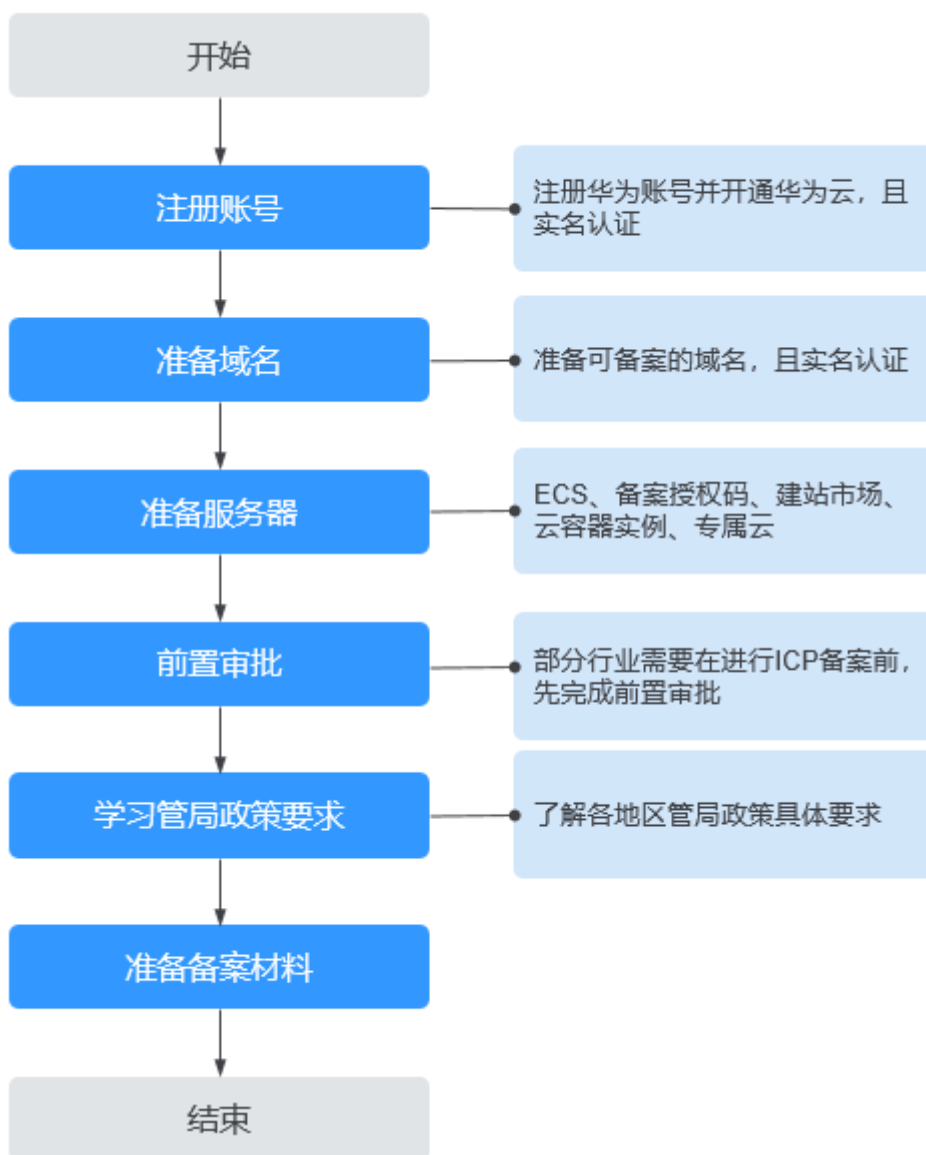 开始
注册账号
注册华为账号并开通华为云，且
实名认证
准备域名
准备可备案的域名，且实名认证
准备服务器
ECS、备案授权码、建站市场、
云容器实例、专属云
前置审批
部分行业需要在进行ICP备案前，
先完成前置审批
学习管局政策要求
了解各地区管局政策具体要求
准备备案材料
结束